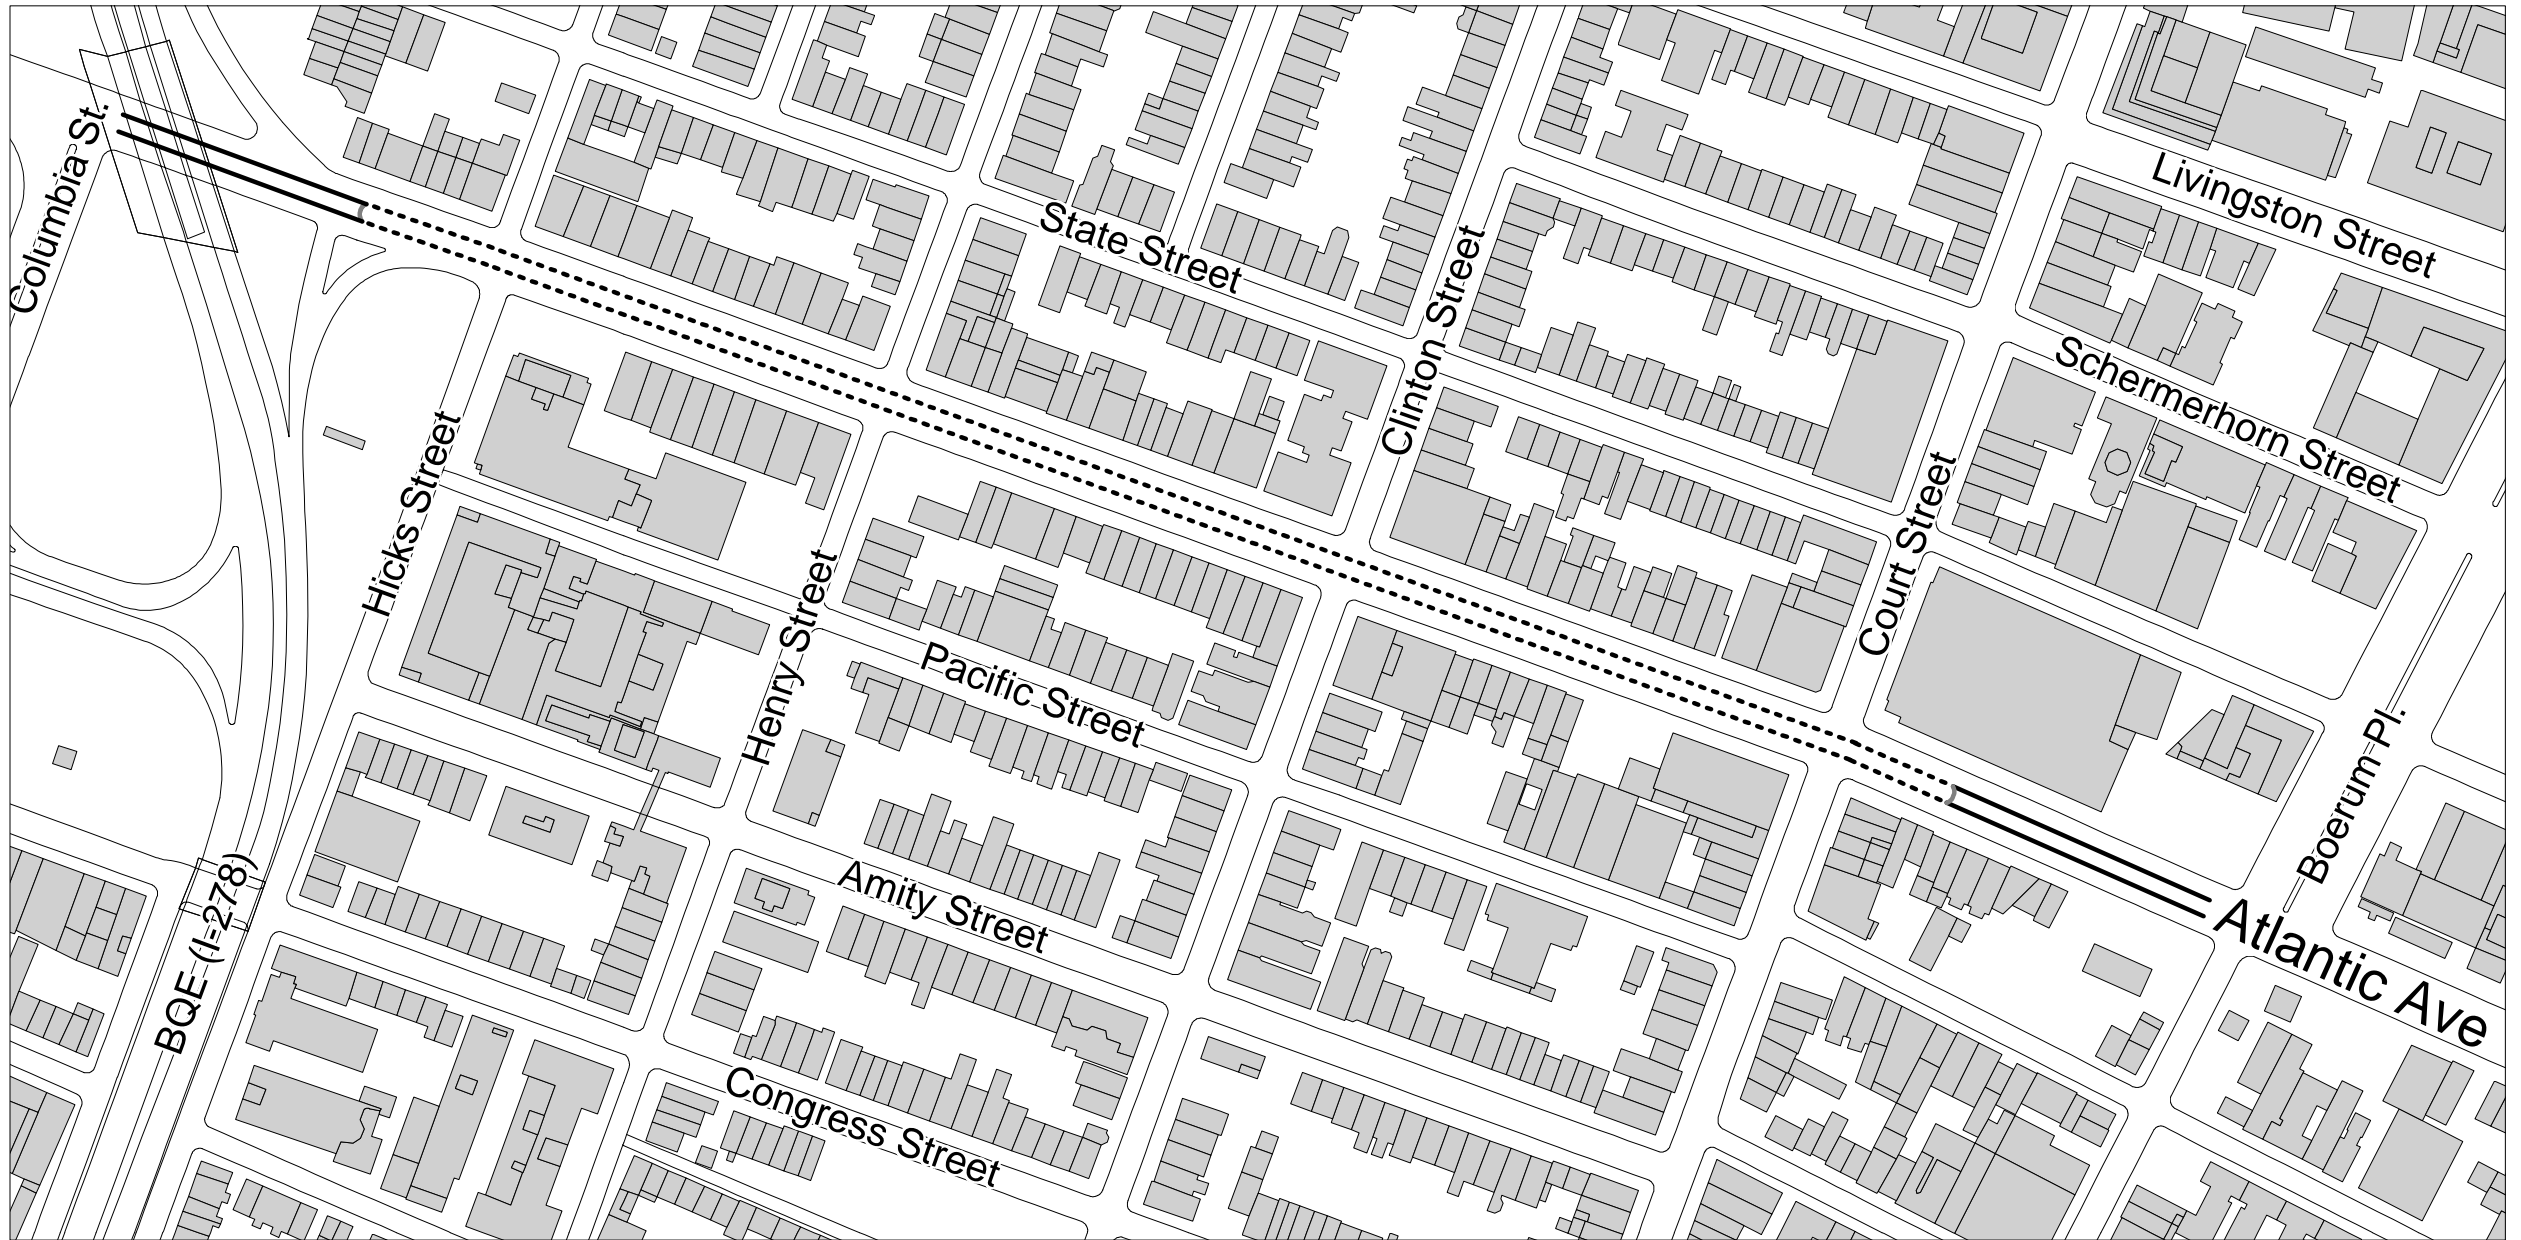 Columbia St.
State Street
Livingston Street
Clinton Street
Schermerhorn Street
Hicks Street
Court Street
Henry Street
Pacific Street
Boerum Pl.
Amity Street
BQE (I-278)
Atlantic Ave
Congress Street